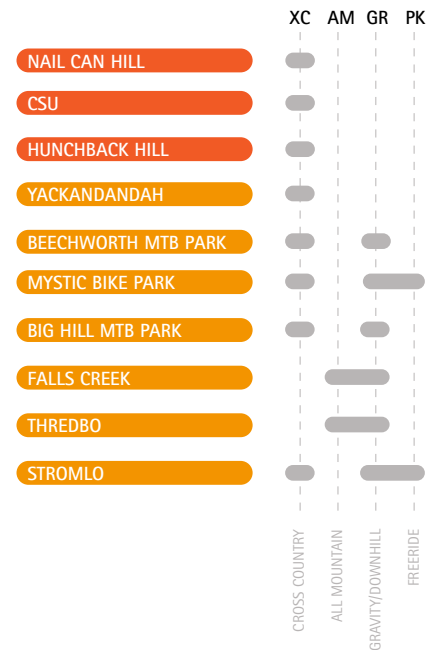 XC AM GR PK
NAIL CAN HILL
CSU
HUNCHBACK HILL
YACKANDANDAH
BEECHWORTH MTB PARK
MYSTIC BIKE PARK
BIG HILL MTB PARK
FALLS CREEK
THREDBO
STROMLO
CROSS COUNTRY
ALL MOUNTAIN
GRAVITY/DOWNHILL
FREERIDE